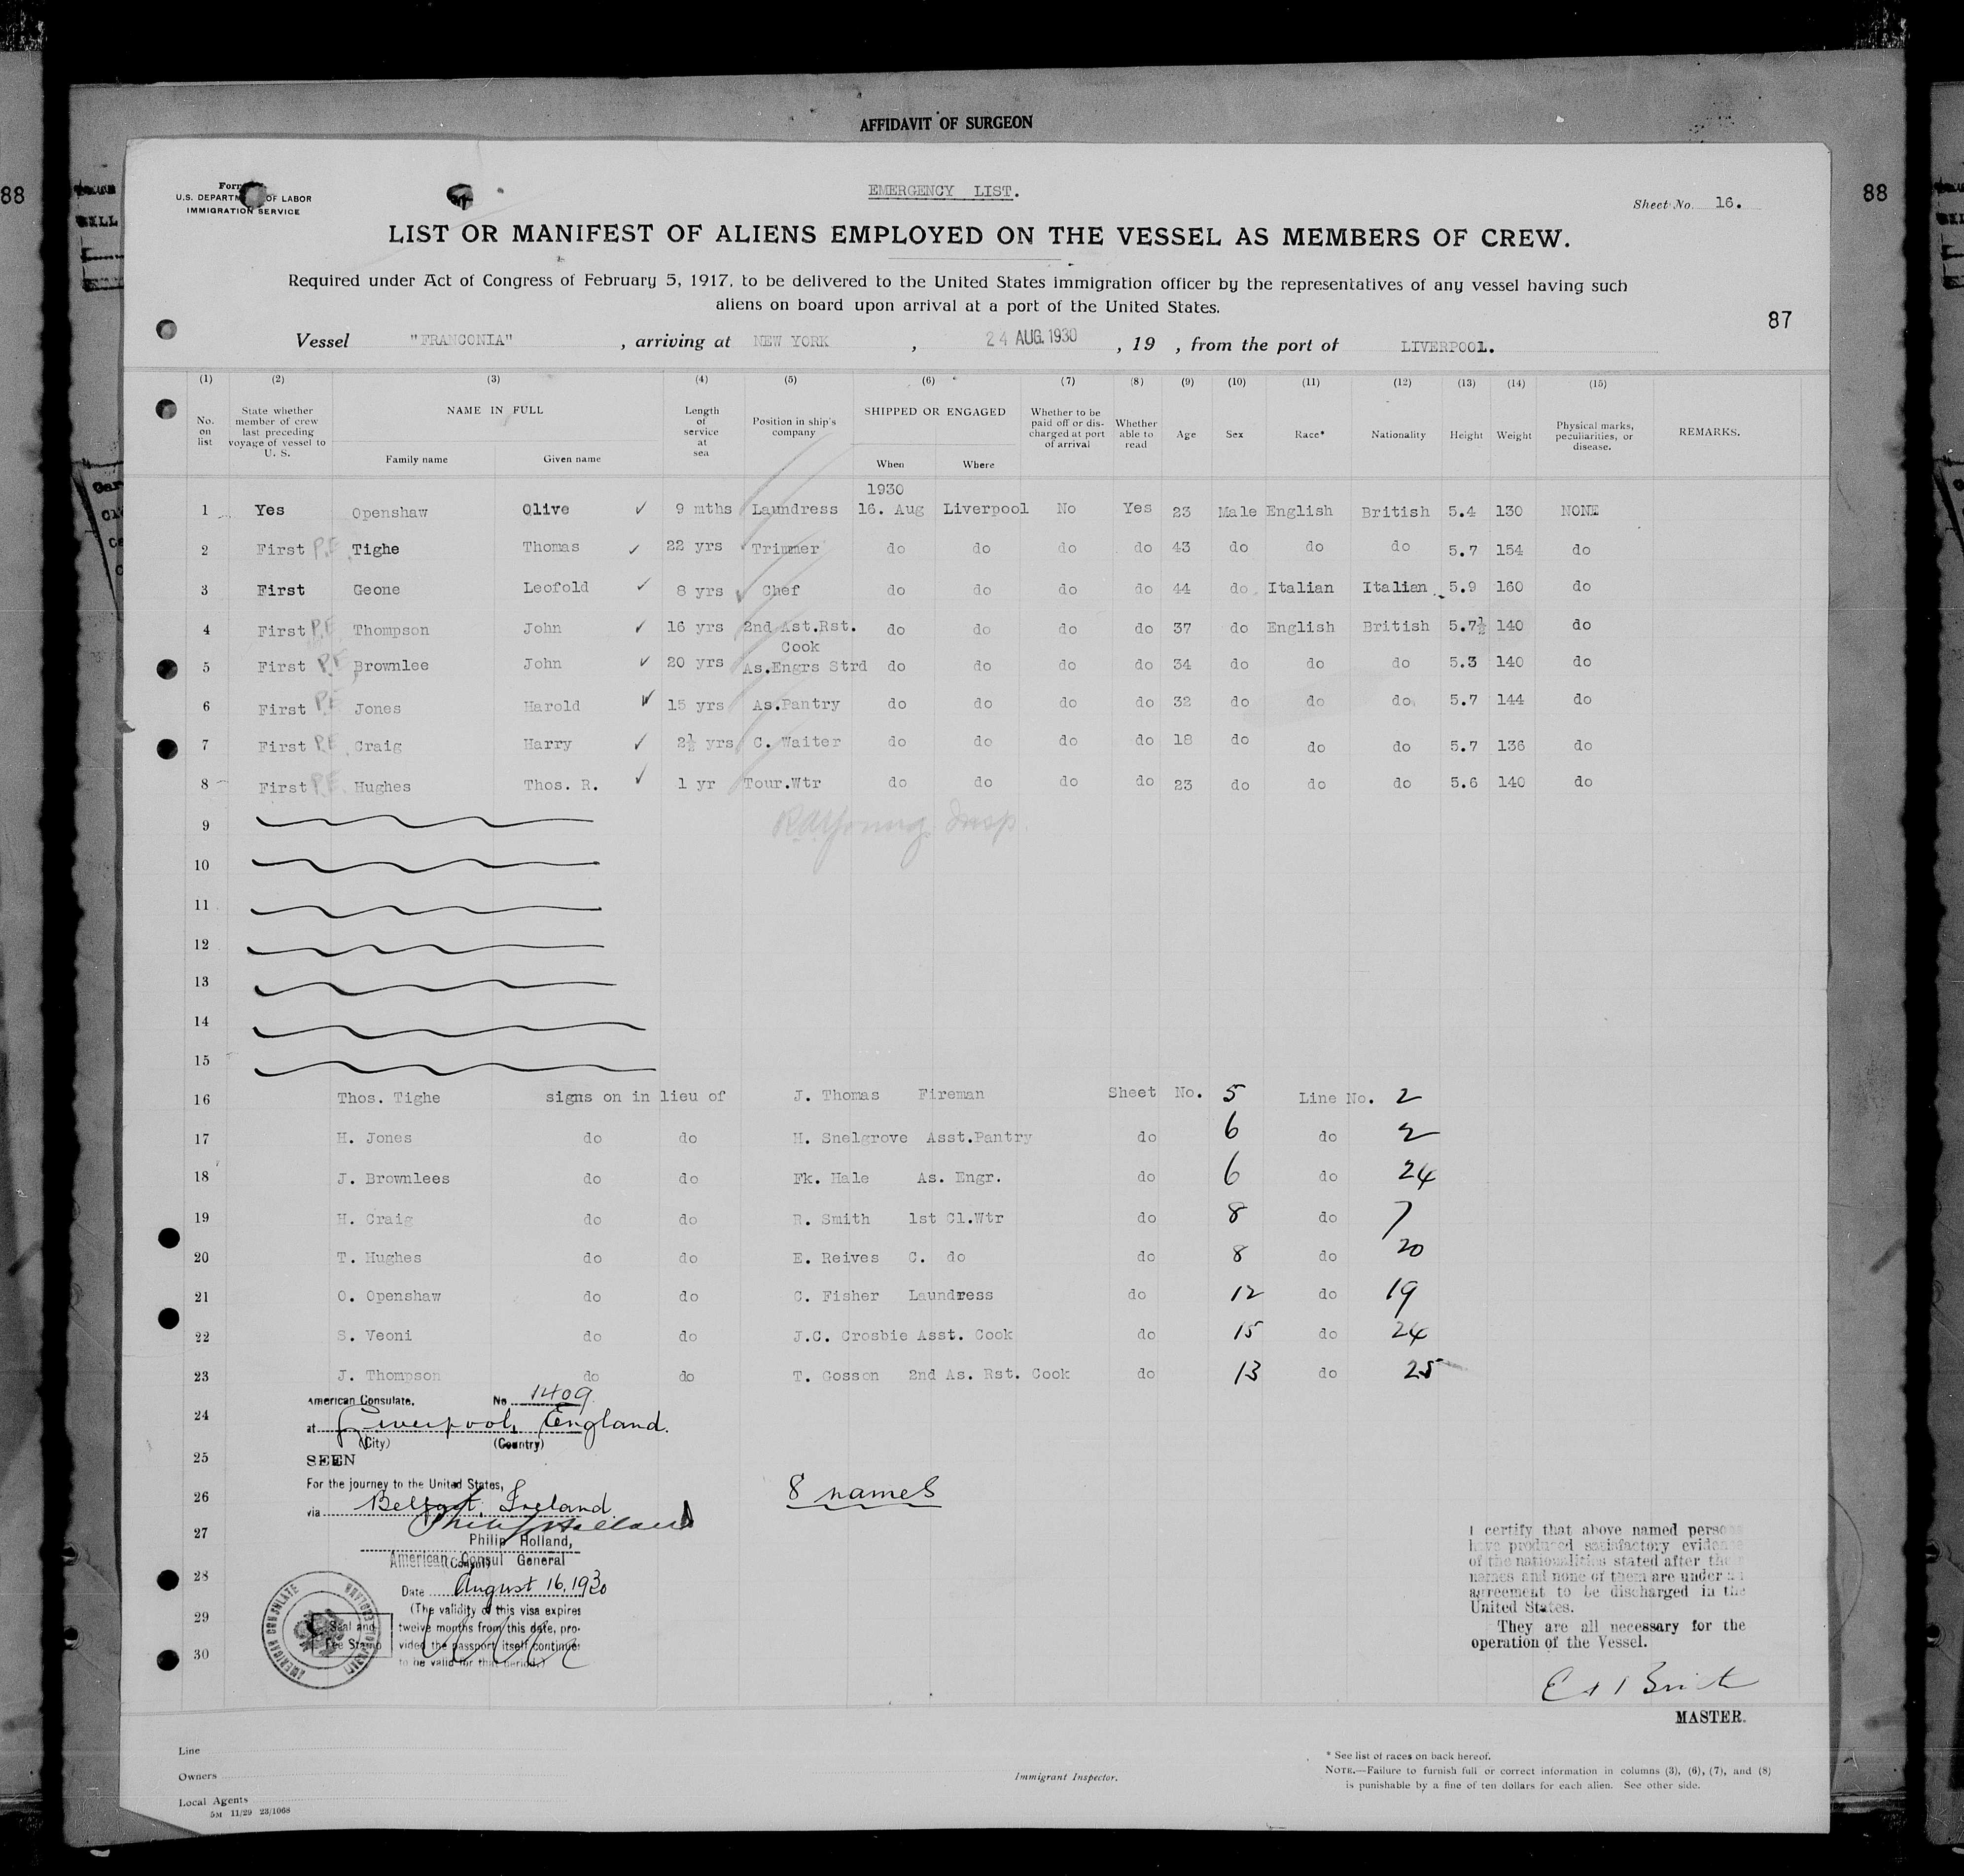 AFFIDAVIT OF SURGEON
88
88
87
Form
U.S. DEPARTMENT OF LABOR
IMMIGRATION SERVICE
EMERGENCY LIST.
Sheet No. 16.
LIST OR MANIFEST OF ALIENS EMPLOYED ON THE VESSEL AS MEMBERS OF CREW.
Required under Act of Congress of February 5, 1917, to be delivered to the United States immigration officer by the representatives of any vessel having such
aliens on board upon arrival at a port of the United States.
Vessel "FRANCONIA" , arriving at NEW YORK , 24 AUG. 1930 , 19 , from the port of LIVERPOOL.
(1) (2) (3) (4) (5) (6) (7) (8) (9) (10) (11) (12) (13) (14) (15)
No. on list
State whether member of crew last preceding voyage of vessel to U. S.
NAME IN FULL
Family name Given name
Length of service at sea
Position in ship's company
SHIPPED OR ENGAGED
When Where
Whether to be paid off or discharged at port of arrival
Whether able to read
Age Sex Race* Nationality Height Weight
Physical marks, peculiarities, or disease.
REMARKS.
1930
1 Yes Openshaw Olive ✓ 9 mths Laundress 16. Aug Liverpool No Yes 23 Male English British 5.4 130 NONE
2 First P.E. Tighe Thomas ✓ 22 yrs Trimmer do do do do 43 do do do 5.7 154 do
3 First Geone Leofold ✓ 8 yrs ✓ Chef do do do do 44 do. Italian Italian 5.9 160 do
4 First P.E. Thompson John ✓ 16 yrs 2nd Ast.Rst. do do do do 37 do English British 5.7½ 140 do
Cook
5 First P.E. Brownlee John ✓ 20 yrs As.Engrs Strd do do do do 34 do do do 5.3 140 do
6 First P.E. Jones Harold ✓ 15 yrs As.Pantry do do do do 32 do do do. 5.7 144 do
7 First P.E. Craig Harry ✓ 2½ yrs C. Waiter do do do do 18 do do do 5.7 136 do
8 First P.E. Hughes Thos. R. ✓ 1 yr Tour.Wtr do do do do 23 do do do 5.6 140 do
9 Young Insp.
10
11
12
13
14
15
16 Thos. Tighe signs on in lieu of J. Thomas Fireman Sheet No. 5 Line No. 2
17 H. Jones do do H. Snelgrove Asst.Pantry do 6 do 2
18 J. Brownlees do do Fk. Hale As. Engr. do 6 do 24
19 H. Craig do do R. Smith 1st Cl.Wtr do 8 do 7
20 T. Hughes do do E. Reives C. do do 8 do 20
21 O. Openshaw do do C. Fisher Laundress do 12 do 19
22 S. Veoni do do J.C. Crosbie Asst. Cook do 15 do 24
23 J. Thompson do do T. Gosson 2nd As. Rst. Cook do 13 do 25
American Consulate. No 1409
24 at Liverpool, England.
(City) (Country)
25 SEEN
For the journey to the United States,
26 via Belfast, Ireland
8 names
27 Philip Holland
Philip Holland,
American Consul General
(Consul)
28 Date August 16, 1930
29 (The validity of this visa expires
twelve months from this date, pro-
30 vided the passport itself continues
to be valid for that period.)
Seal and
Fee Stamp
AMERICAN CONSULATE
I certify that above named persons
have produced satisfactory evidence
of the nationalities stated after their
names and none of them are under an
agreement to be discharged in the
United States.
They are all necessary for the
operation of the Vessel.
MASTER.
Line
Owners
Local Agents
5M 11/29 23/1068
Immigrant Inspector.
* See list of races on back hereof.
NOTE.—Failure to furnish full or correct information in columns (3), (6), (7), and (8)
is punishable by a fine of ten dollars for each alien. See other side.